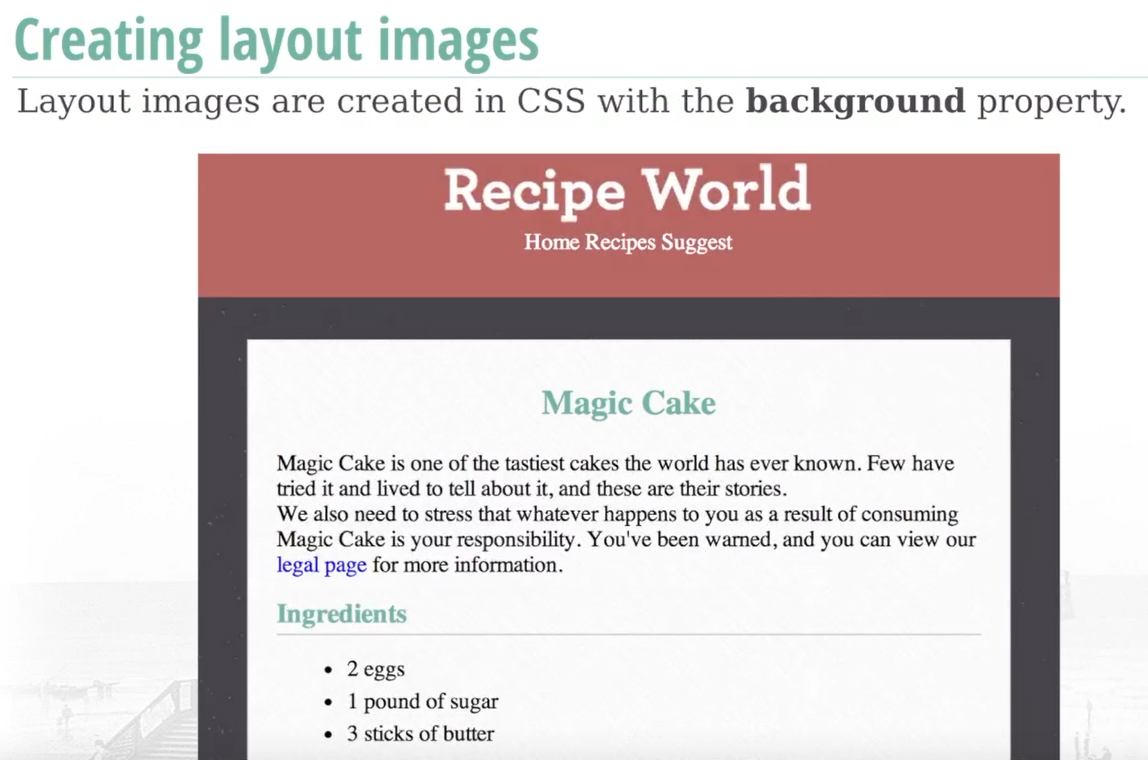 Creating layout images
Layout images are created in CSS with the background property.
Recipe World
Home Recipes Suggest
Magic Cake
Magic Cake is one of the tastiest cakes the world has ever known. Few have
tried it and lived to tell about it, and these are their stories.
We also need to stress that whatever happens to you as a result of consuming
Magic Cake is your responsibility. You've been warned, and you can view our
legal page for more information.
Ingredients
• 2 eggs
• 1 pound of sugar
• 3 sticks of butter